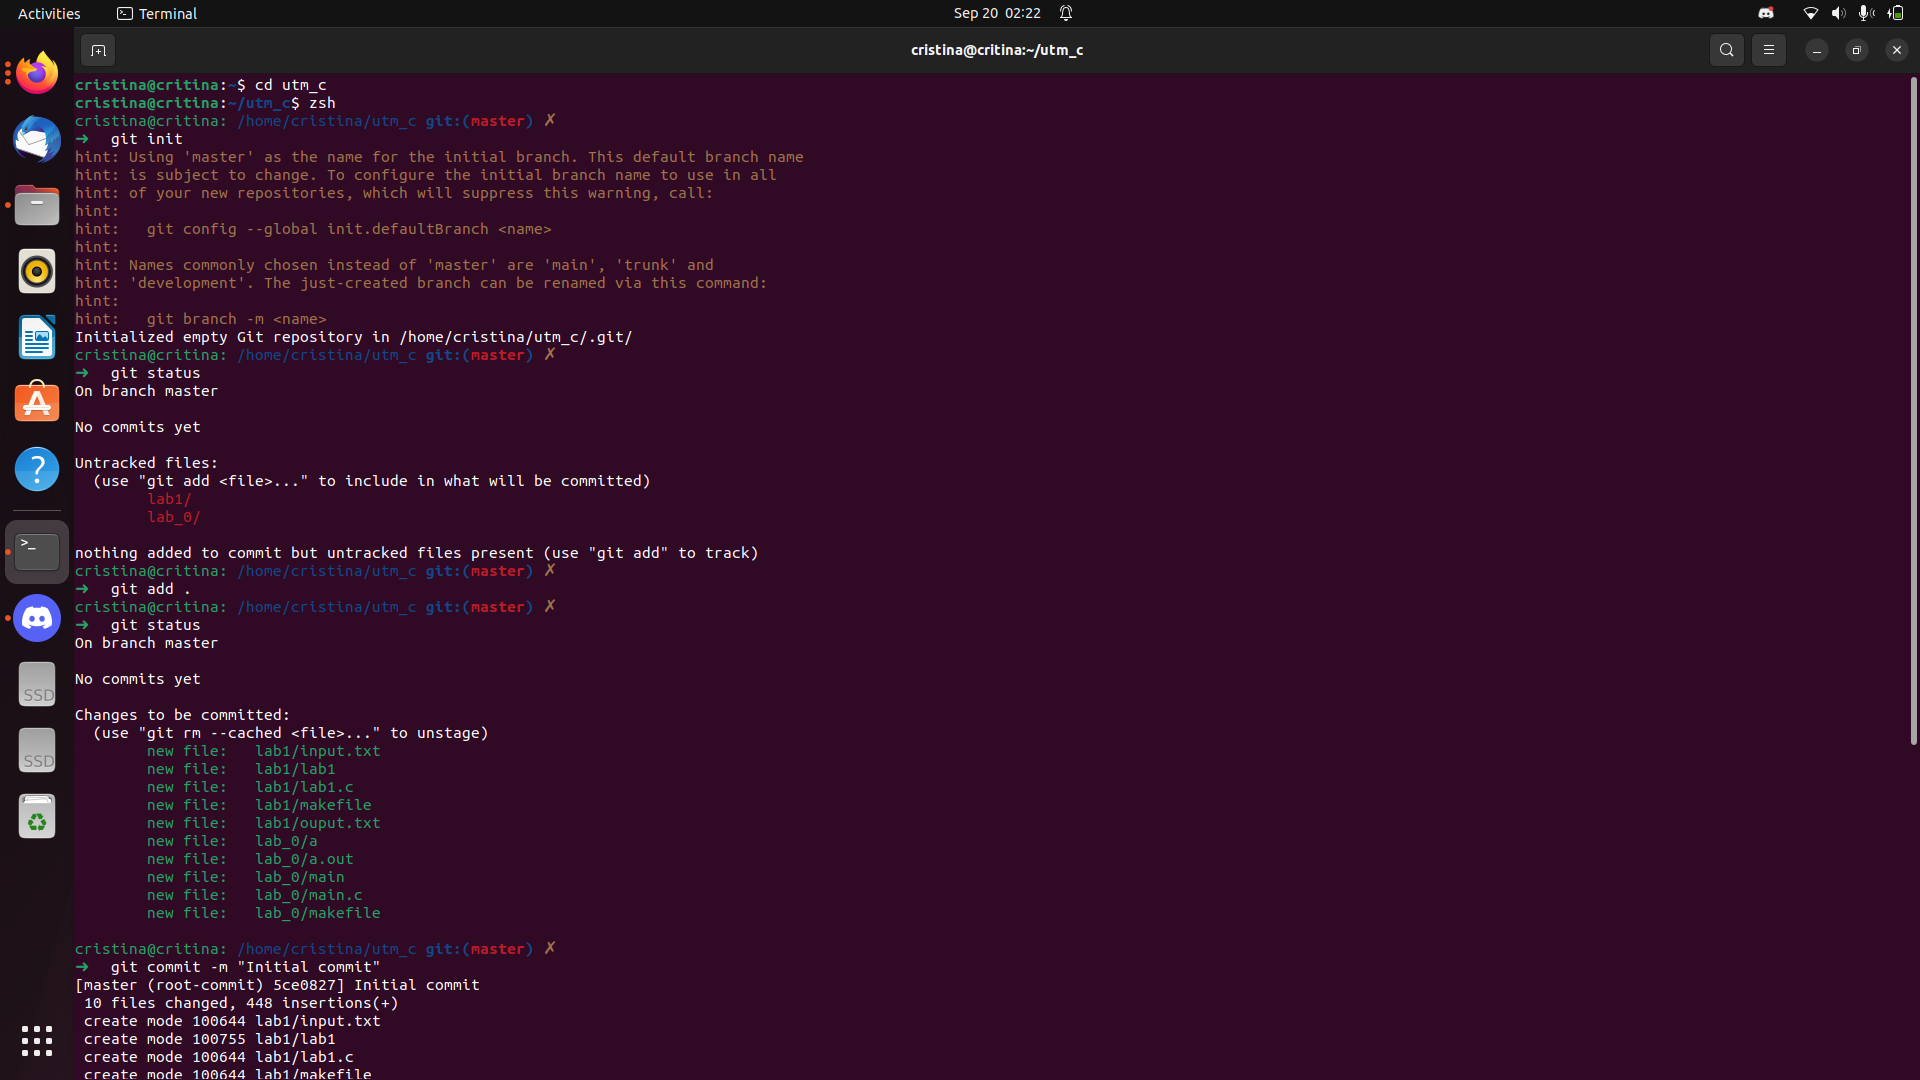 Activities
Terminal
Sep 20 02:22
cristina@critina:~/utm_c
cristina@critina:~$ cd utm_c
cristina@critina:~/utm_c$ zsh
cristina@critina: /home/cristina/utm_c git:(master) ✗
➜ git init
hint: Using 'master' as the name for the initial branch. This default branch name
hint: is subject to change. To configure the initial branch name to use in all
hint: of your new repositories, which will suppress this warning, call:
hint:
hint: git config --global init.defaultBranch <name>
hint:
hint: Names commonly chosen instead of 'master' are 'main', 'trunk' and
hint: 'development'. The just-created branch can be renamed via this command:
hint:
hint: git branch -m <name>
Initialized empty Git repository in /home/cristina/utm_c/.git/
cristina@critina: /home/cristina/utm_c git:(master) ✗
➜ git status
On branch master
No commits yet
Untracked files:
(use "git add <file>..." to include in what will be committed)
lab1/
lab_0/
nothing added to commit but untracked files present (use "git add" to track)
cristina@critina: /home/cristina/utm_c git:(master) ✗
➜ git add .
cristina@critina: /home/cristina/utm_c git:(master) ✗
➜ git status
On branch master
No commits yet
Changes to be committed:
(use "git rm --cached <file>..." to unstage)
new file: lab1/input.txt
new file: lab1/lab1
new file: lab1/lab1.c
new file: lab1/makefile
new file: lab1/ouput.txt
new file: lab_0/a
new file: lab_0/a.out
new file: lab_0/main
new file: lab_0/main.c
new file: lab_0/makefile
cristina@critina: /home/cristina/utm_c git:(master) ✗
➜ git commit -m "Initial commit"
[master (root-commit) 5ce0827] Initial commit
10 files changed, 448 insertions(+)
create mode 100644 lab1/input.txt
create mode 100755 lab1/lab1
create mode 100644 lab1/lab1.c
create mode 100644 lab1/makefile
SSD
SSD